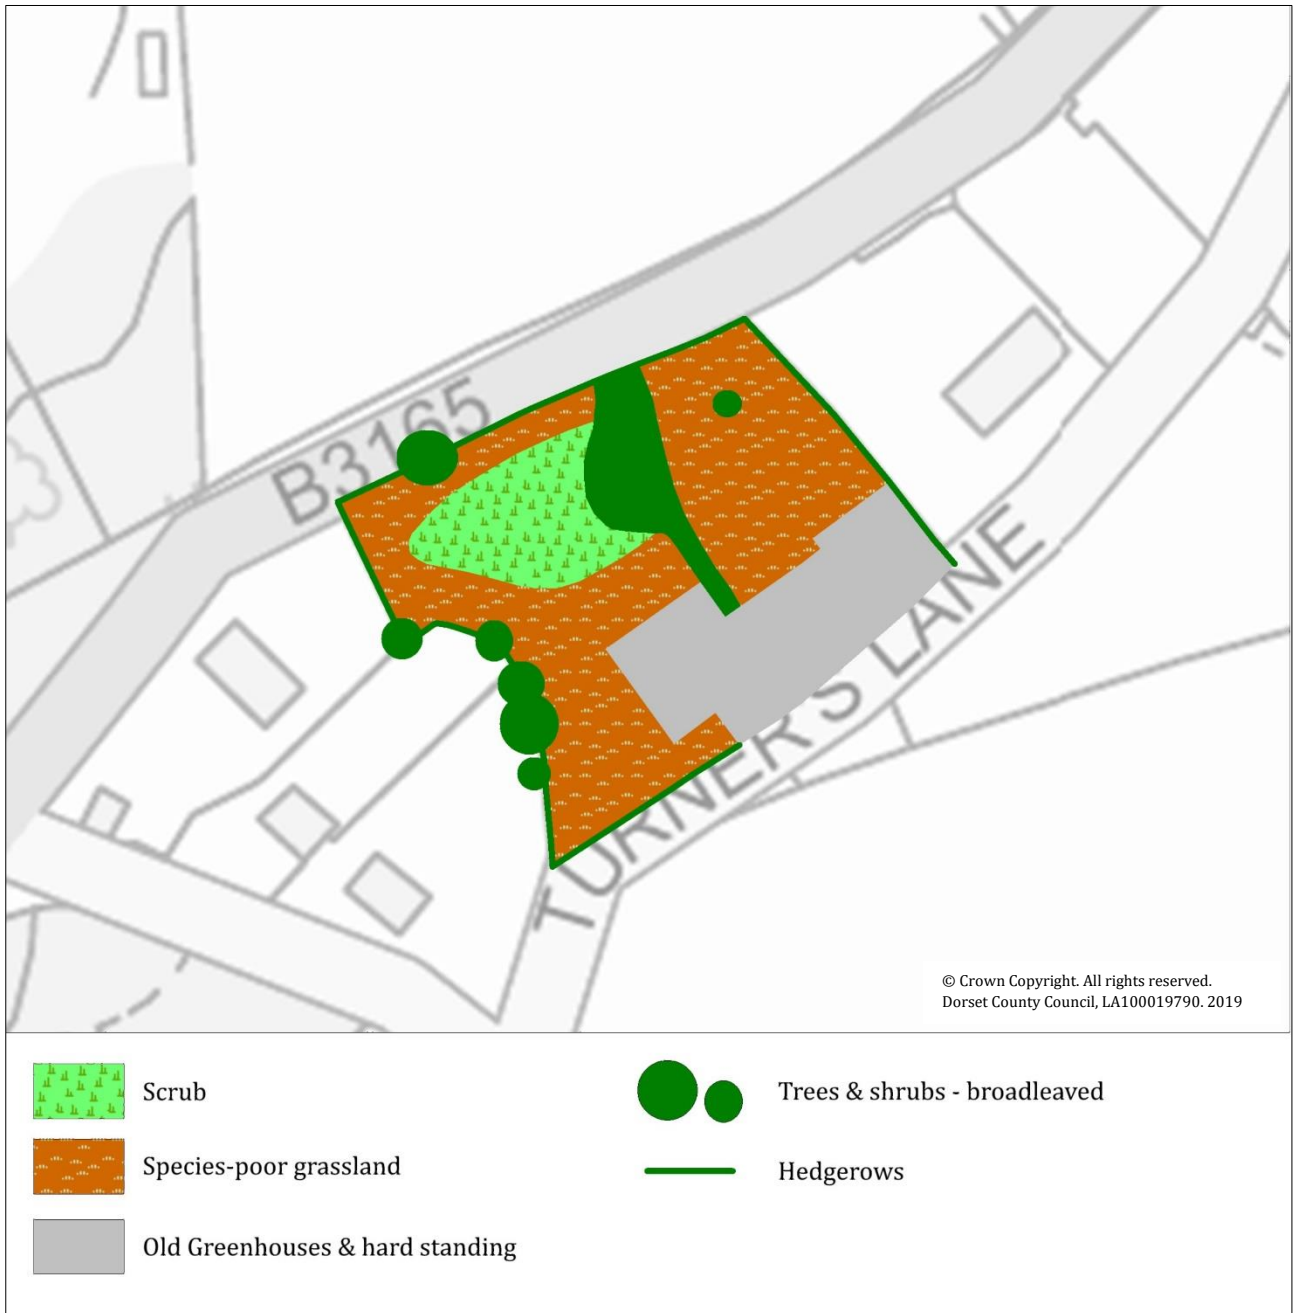 B3165
TURNER'S LANE
© Crown Copyright. All rights reserved.
Dorset County Council, LA100019790. 2019
Scrub
Trees & shrubs - broadleaved
Species-poor grassland
Hedgerows
Old Greenhouses & hard standing